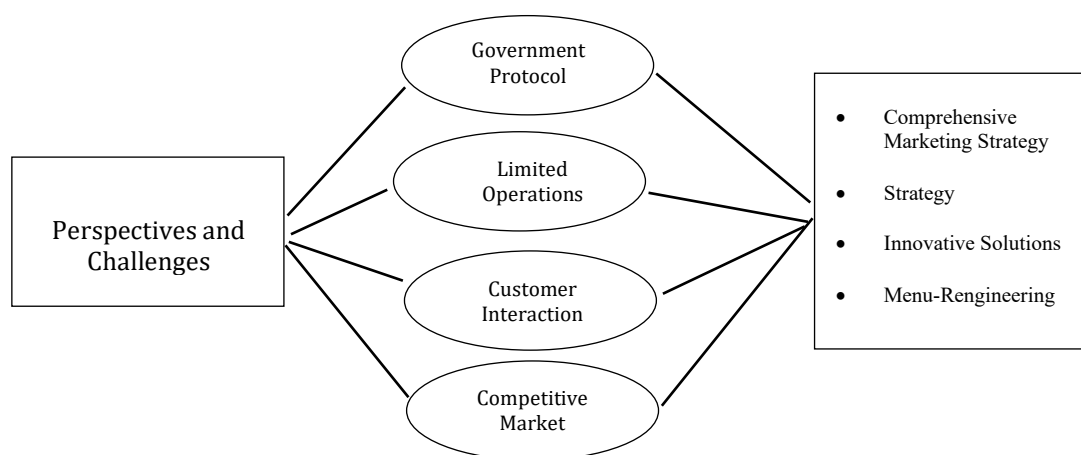 Perspectives and
Challenges
Government
Protocol
Limited
Operations
Customer
Interaction
Competitive
Market
• Comprehensive
Marketing Strategy
• Strategy
• Innovative Solutions
• Menu-Rengineering